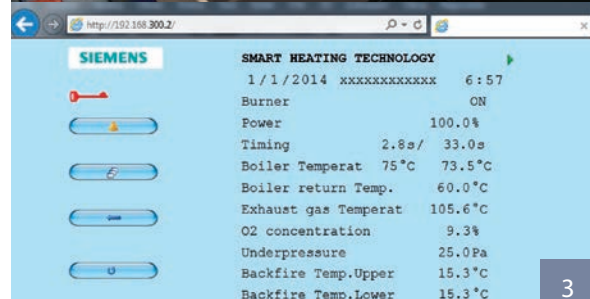 http://192.168.300.2/
SIEMENS
SMART HEATING TECHNOLOGY
1/1/2014 xxxxxxxxxxxx 6:57
Burner ON
Power 100.0%
Timing 2.8s/ 33.0s
Boiler Temperat 75°C 73.5°C
Boiler return Temp. 60.0°C
Exhaust gas Temperat 105.6°C
O2 concentration 9.3%
Underpressure 25.0Pa
Backfire Temp.Upper 15.3°C
Backfire Temp.Lower 15.3°C
3